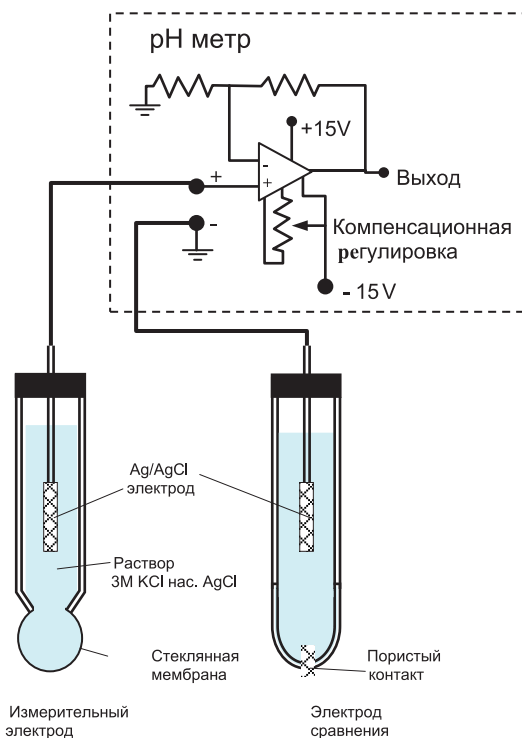 pH метр
+15V
-
+
+
Выход
-
Компенсационная
регулировка
- 15V
Ag/AgCl
электрод
Раствор
3M KCl нас. AgCl
Стеклянная
мембрана
Пористый
контакт
Измерительный
электрод
Электрод
сравнения